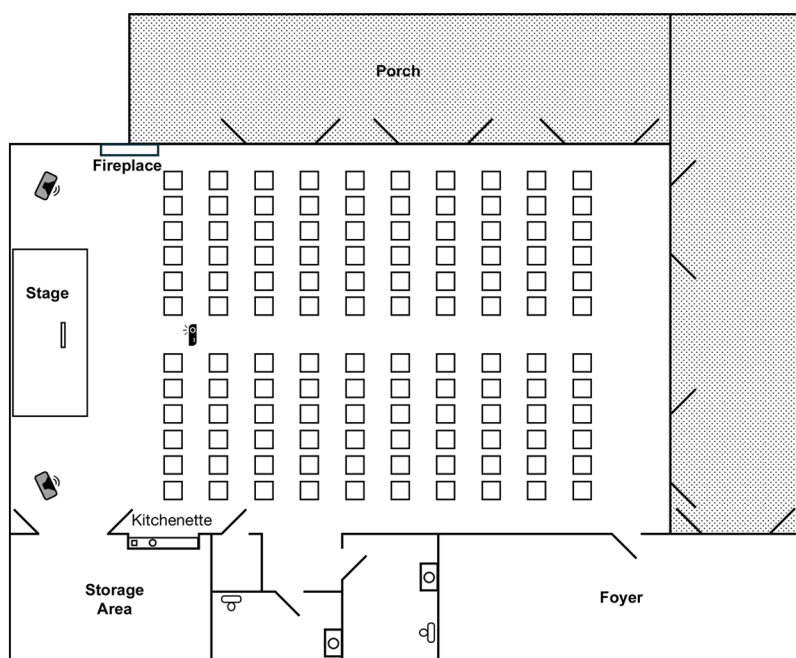 Porch
Fireplace
Stage
Kitchenette
Storage
Area
Foyer